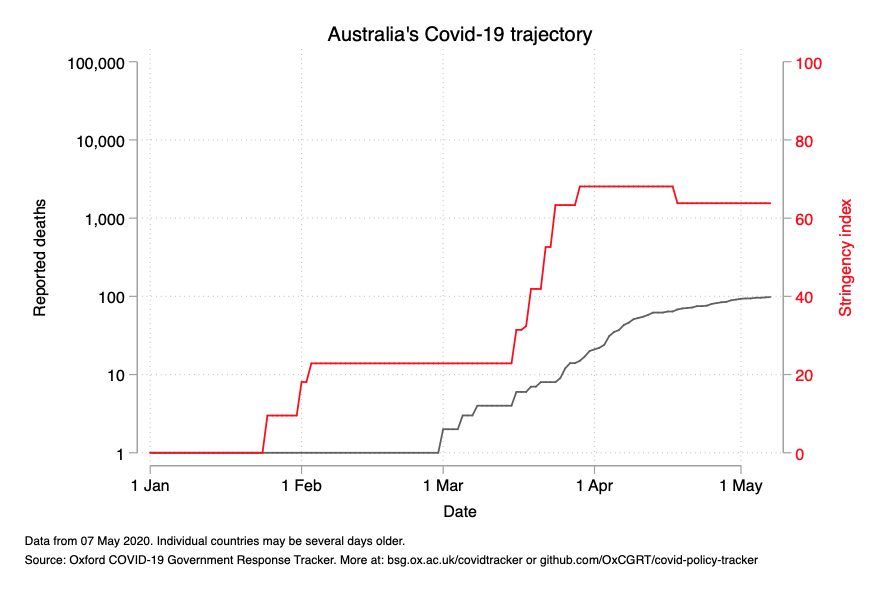 Australia's Covid-19 trajectory
100,000
10,000
1,000
100
10
1
Reported deaths
100
80
60
40
20
0
Stringency index
1 Jan
1 Feb
1 Mar
1 Apr
1 May
Date
Data from 07 May 2020. Individual countries may be several days older.
Source: Oxford COVID-19 Government Response Tracker. More at: bsg.ox.ac.uk/covidtracker or github.com/OxCGRT/covid-policy-tracker